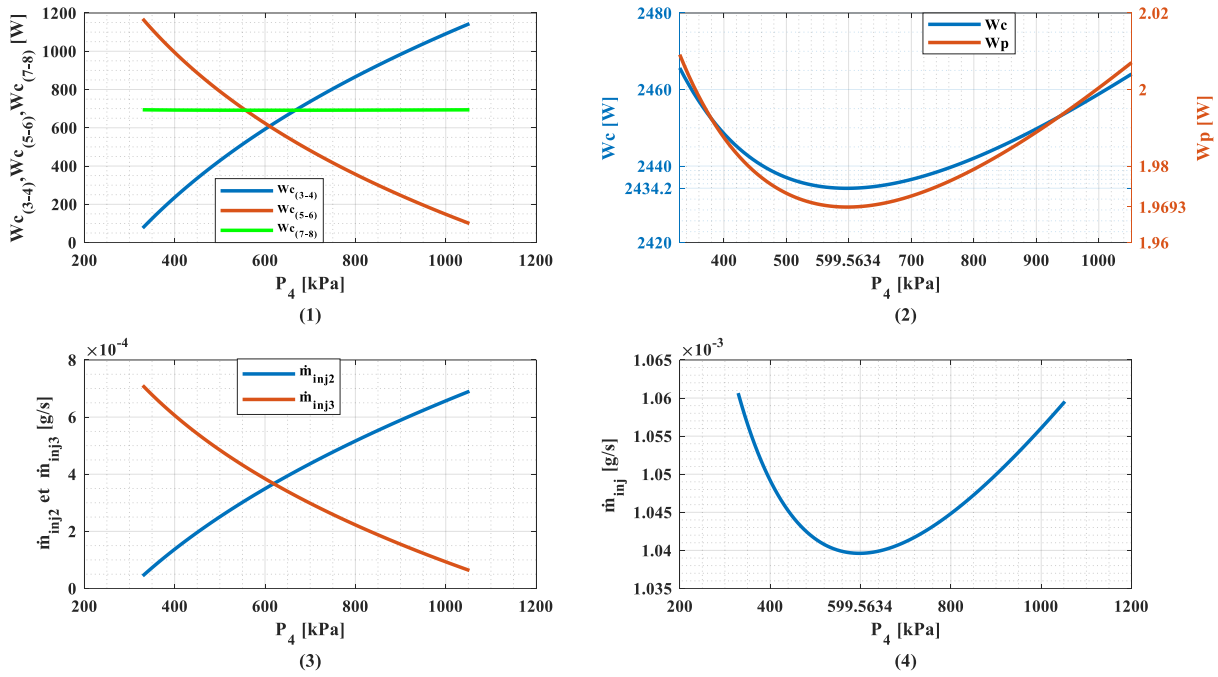 1200
1000
800
600
400
200
0
Wc(3-4),Wc(5-6),Wc(7-8) [W]
Wc(3-4)
Wc(5-6)
Wc(7-8)
200 400 600 800 1000 1200
P4 [kPa]
(1)
2480
2460
2440
2434.2
2420
Wc [W]
Wc
Wp
2.02
2
1.98
1.9693
1.96
Wp [W]
400 500 599.5634 700 800 900 1000
P4 [kPa]
(2)
×10-4
8
6
4
2
0
ṁinj2 et ṁinj3 [g/s]
ṁinj2
ṁinj3
200 400 600 800 1000 1200
P4 [kPa]
(3)
×10-3
1.065
1.06
1.055
1.05
1.045
1.04
1.035
ṁinj [g/s]
200 400 599.5634 800 1000 1200
P4 [kPa]
(4)